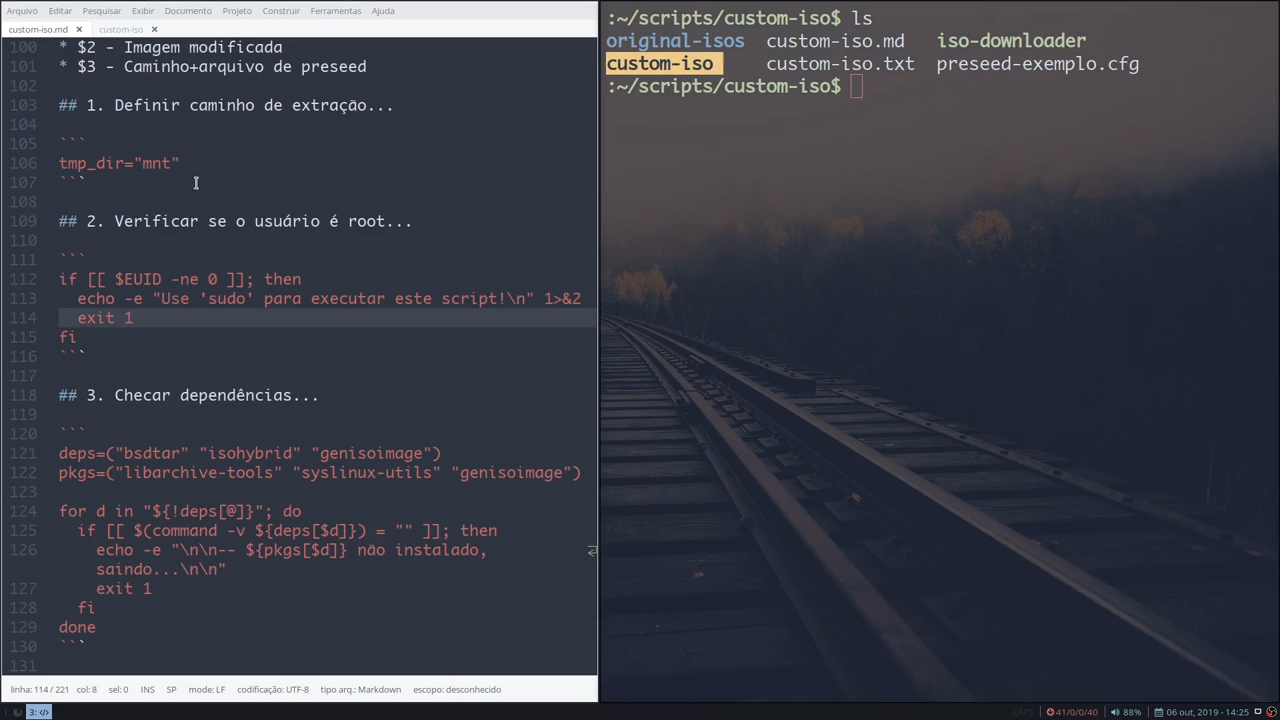 Arquivo Editar Pesquisar Exibir Documento Projeto Construir Ferramentas Ajuda
custom-iso.md × custom-iso ×
100 * $2 - Imagem modificada
101 * $3 - Caminho+arquivo de preseed
102
103 ## 1. Definir caminho de extração...
104
105 ```
106 tmp_dir="mnt"
107 ```
108
109 ## 2. Verificar se o usuário é root...
110
111 ```
112 if [[ $EUID -ne 0 ]]; then
113   echo -e "Use 'sudo' para executar este script!\n" 1>&2
114   exit 1
115 fi
116 ```
117
118 ## 3. Checar dependências...
119
120 ```
121 deps=("bsdtar" "isohybrid" "genisoimage")
122 pkgs=("libarchive-tools" "syslinux-utils" "genisoimage")
123
124 for d in "${!deps[@]}"; do
125   if [[ $(command -v ${deps[$d]}) = "" ]]; then
126     echo -e "\n\n-- ${pkgs[$d]} não instalado,
    saindo...\n\n"
127     exit 1
128   fi
129 done
130 ```
131
linha: 114 / 221 col: 8 sel: 0 INS SP mode: LF codificação: UTF-8 tipo arq.: Markdown escopo: desconhecido
:~/scripts/custom-iso$ ls
original-isos custom-iso.md iso-downloader
custom-iso custom-iso.txt preseed-exemplo.cfg
:~/scripts/custom-iso$
1: 3: </> CAPS 41/0/0/40 88% 06 out, 2019 - 14:25